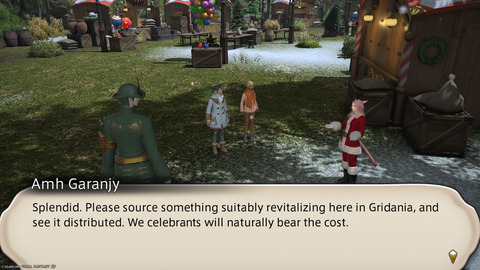 Amh Garanjy
Splendid. Please source something suitably revitalizing here in Gridania, and
see it distributed. We celebrants will naturally bear the cost.